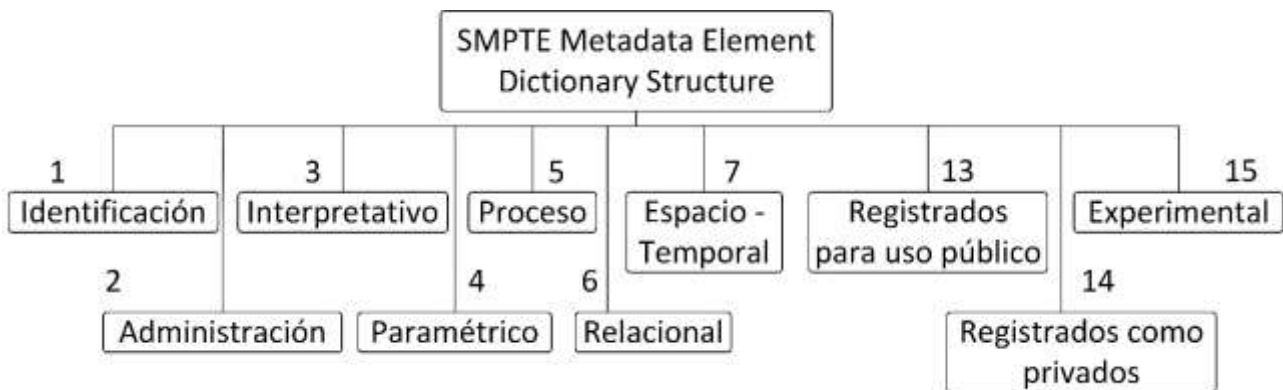 SMPTE Metadata Element
Dictionary Structure
1
Identificación
3
Interpretativo
5
Proceso
7
Espacio -
Temporal
13
Registrados
para uso público
15
Experimental
2
Administración
4
Paramétrico
6
Relacional
14
Registrados como
privados